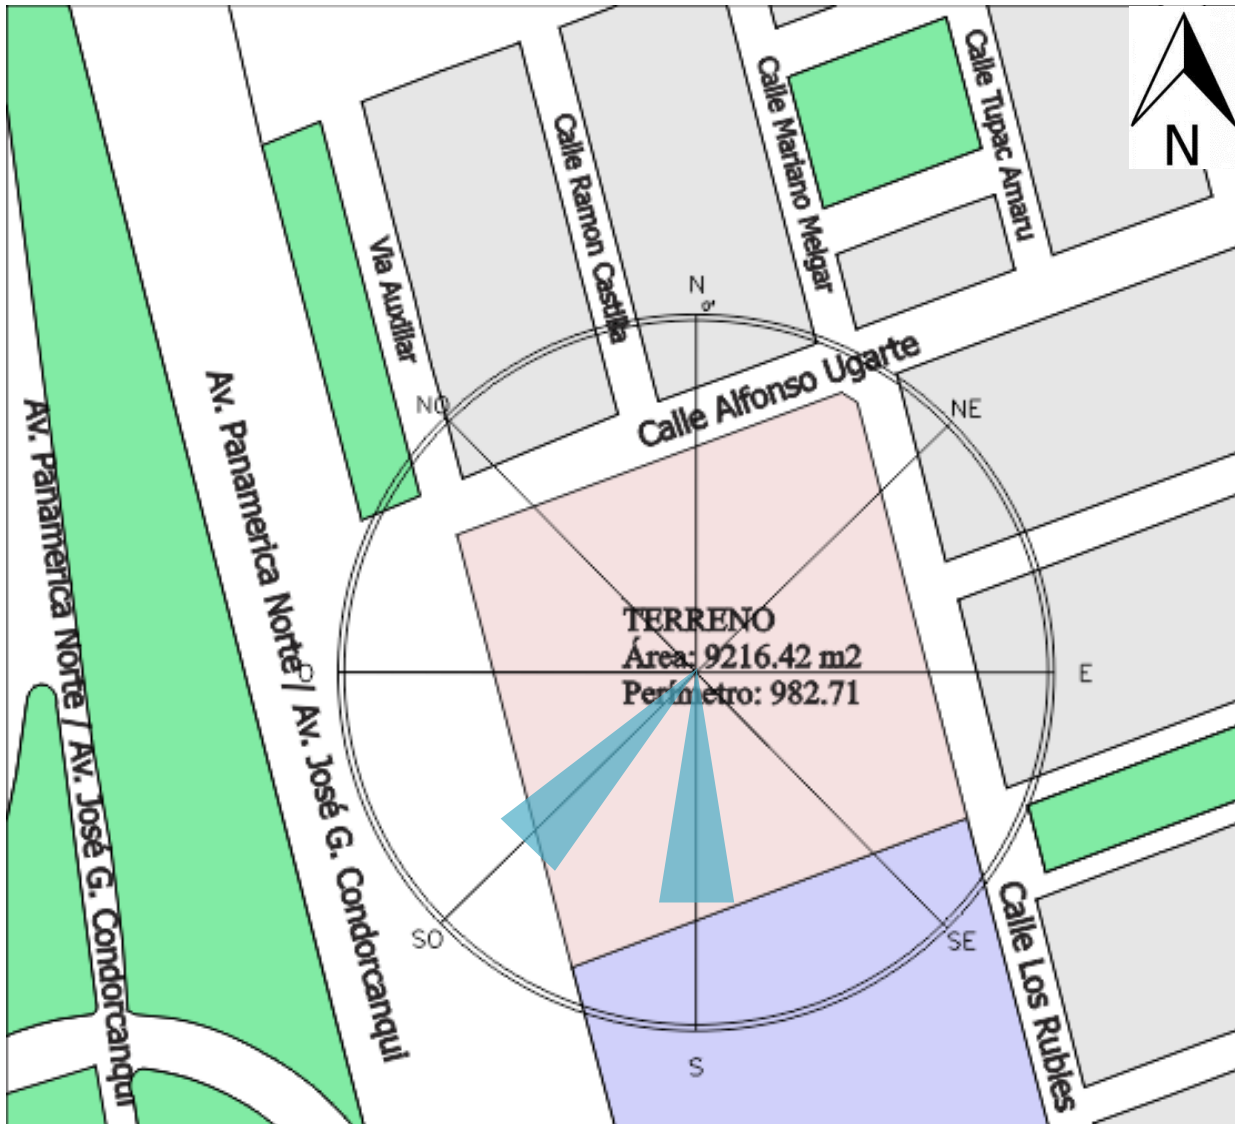 N
Calle Tupac Amaru
Calle Mariano Melgar
Calle Ramon Castilla
Vía Auxiliar
N
0°
Calle Alfonso Ugarte
NO
NE
Av. Panamerica Norte / Av. José G. Condorcanqui
Av. Panamerica Norte / Av. José G. Condorcanqui
TERRENO
Área: 9216.42 m2
Perímetro: 982.71
O
E
SO
SE
S
Calle Los Rubles